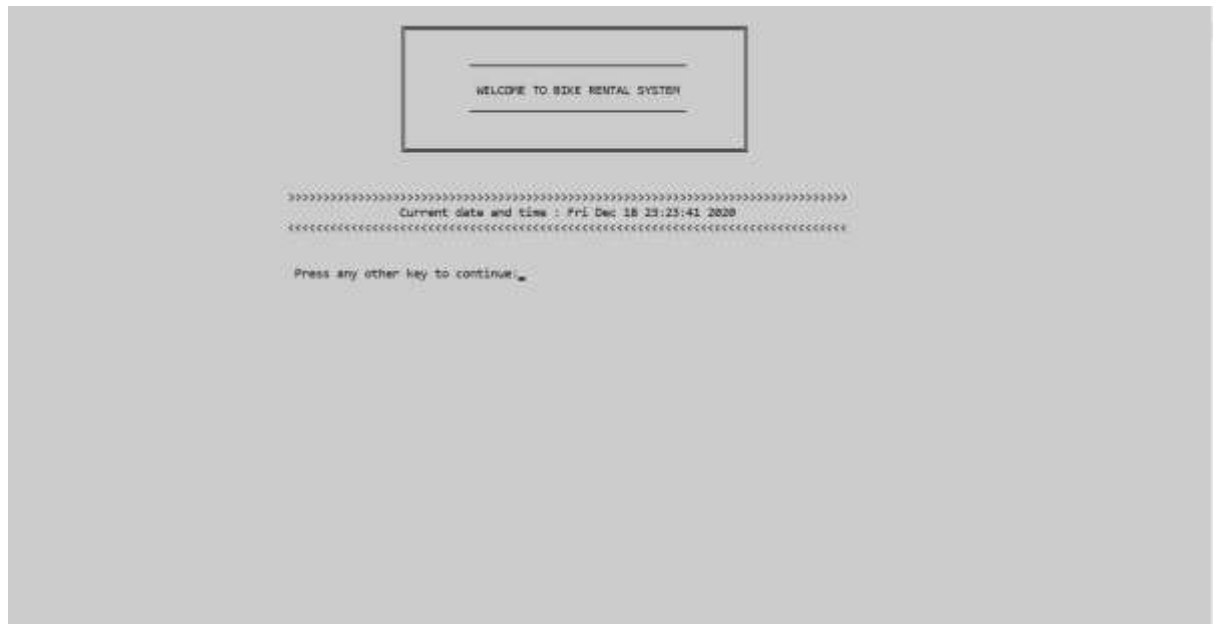 WELCOME TO BIKE RENTAL SYSTEM
>>>>>>>>>>>>>>>>>>>>>>>>>>>>>>>>>>>>>>>>>>>>>>>>>>>>>>>>>>>>>>>>>>>>>>>>>>>>>>>>
Current date and time : Fri Dec 18 23:23:41 2020
<<<<<<<<<<<<<<<<<<<<<<<<<<<<<<<<<<<<<<<<<<<<<<<<<<<<<<<<<<<<<<<<<<<<<<<<<<<<<<<<
Press any other key to continue:_